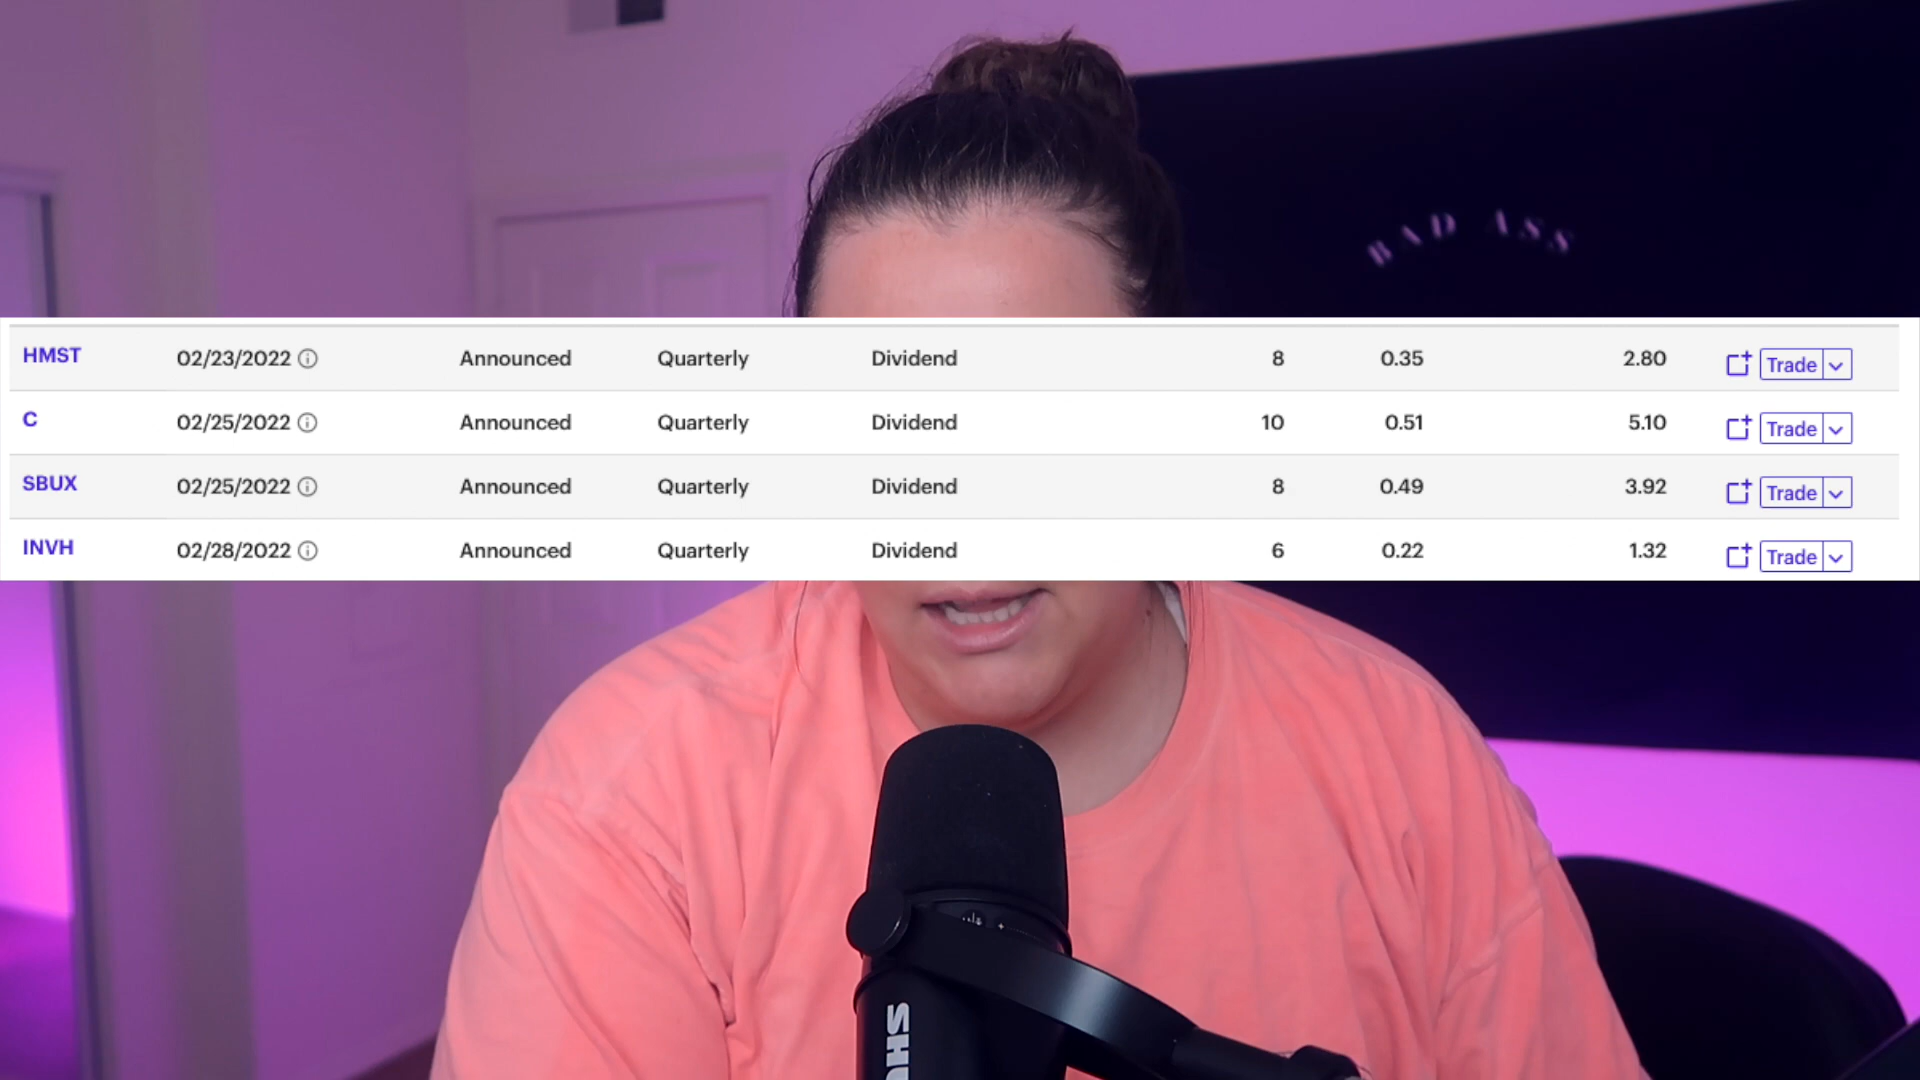 BAD ASS
HMST 02/23/2022 Announced Quarterly Dividend 8 0.35 2.80 Trade
C 02/25/2022 Announced Quarterly Dividend 10 0.51 5.10 Trade
SBUX 02/25/2022 Announced Quarterly Dividend 8 0.49 3.92 Trade
INVH 02/28/2022 Announced Quarterly Dividend 6 0.22 1.32 Trade